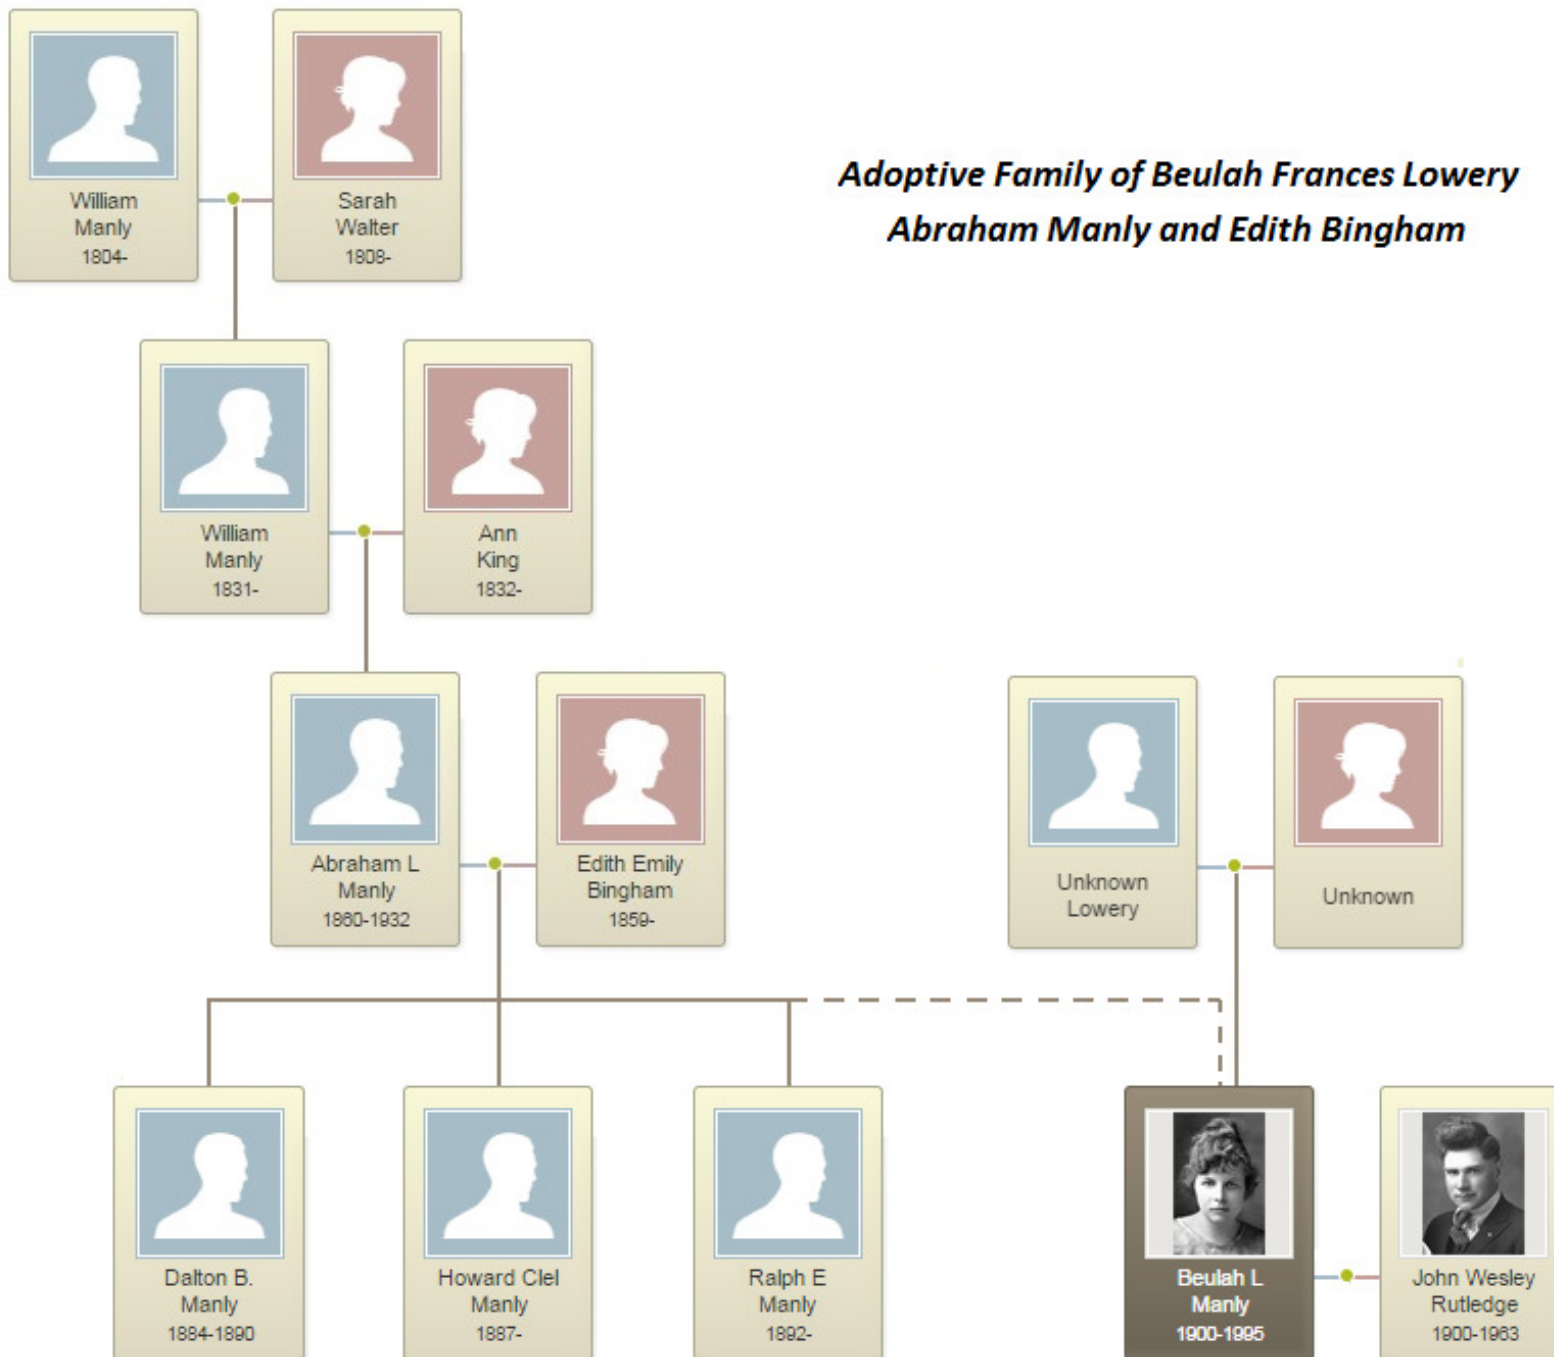 Adoptive Family of Beulah Frances Lowery
Abraham Manly and Edith Bingham
William
Manly
1804-
Sarah
Walter
1808-
William
Manly
1831-
Ann
King
1832-
Abraham L
Manly
1860-1932
Edith Emily
Bingham
1859-
Unknown
Lowery
Unknown
Dalton B.
Manly
1884-1890
Howard Clel
Manly
1887-
Ralph E
Manly
1892-
Beulah L
Manly
1900-1995
John Wesley
Rutledge
1900-1963